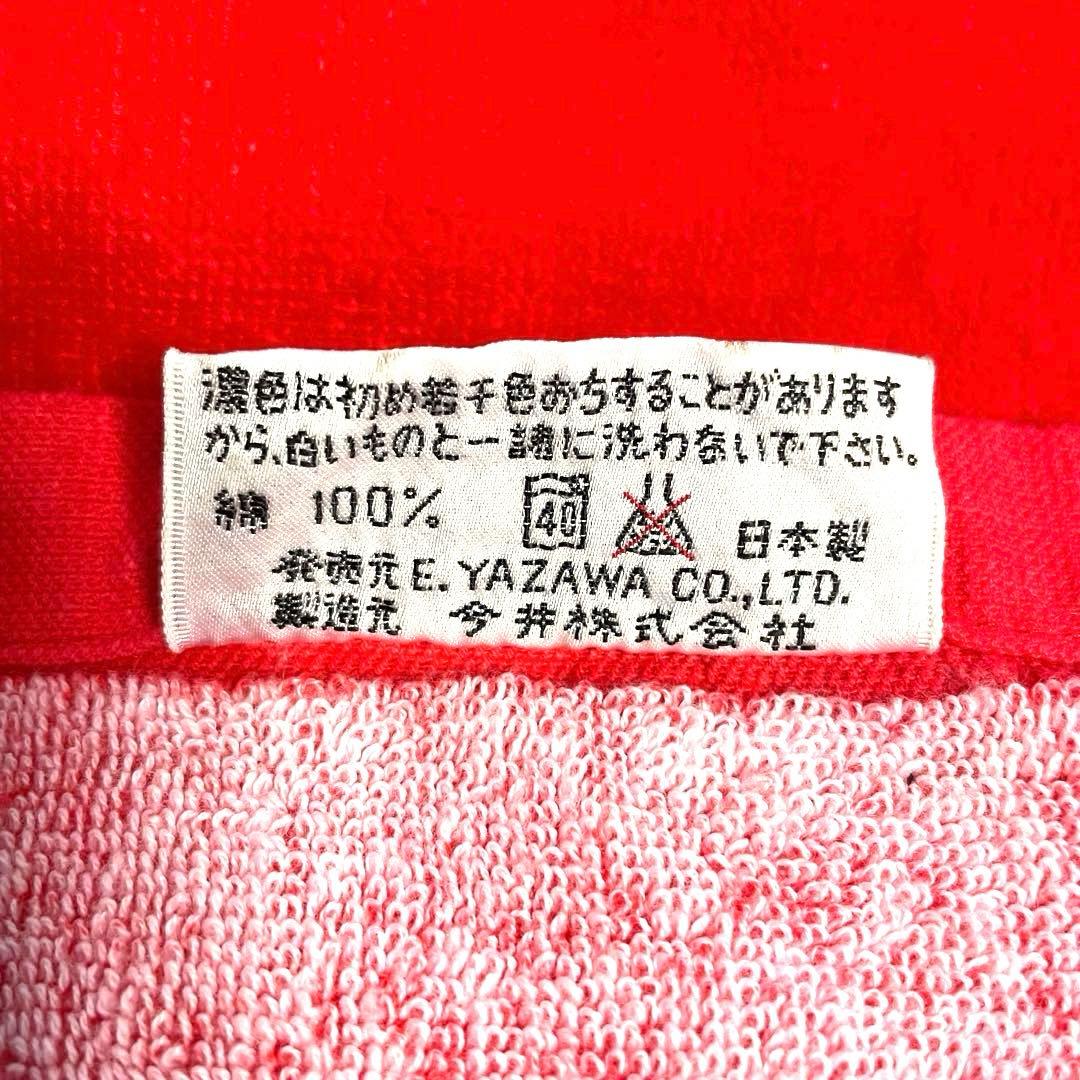 濃色は初め若干色おちすることがあります
から、白いものと一諸に洗わないで下さい。
綿 100% 40 日本製
発売元 E. YAZAWA CO.,LTD.
製造元 今井株式会社